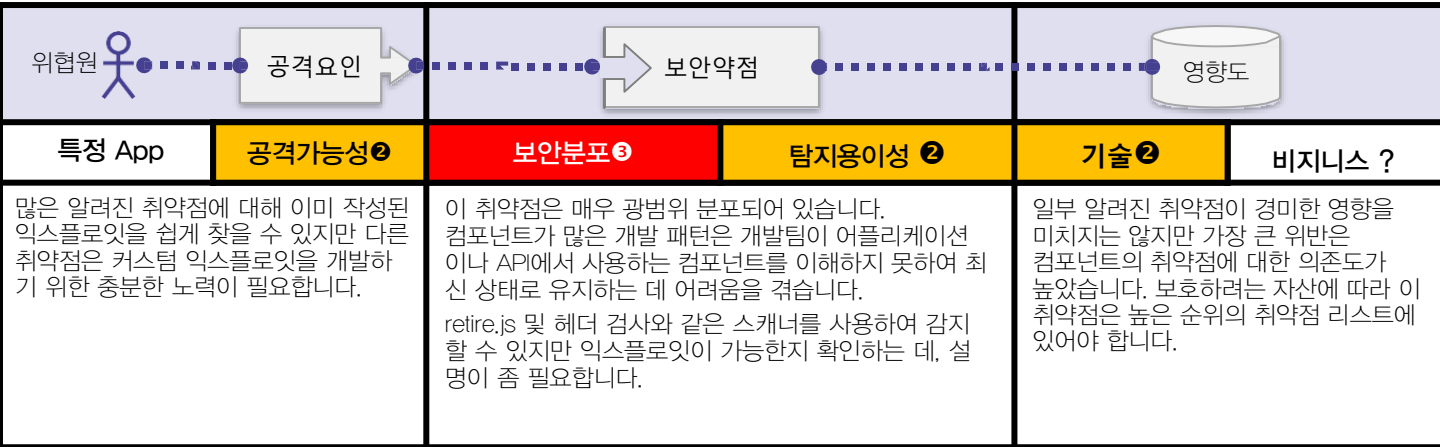 위협원
공격요인
보안약점
영향도
특정 App
공격가능성❷
보안분포❸
탐지용이성 ❷
기술❷
비지니스 ?
많은 알려진 취약점에 대해 이미 작성된
익스플로잇을 쉽게 찾을 수 있지만 다른
취약점은 커스텀 익스플로잇을 개발하
기 위한 충분한 노력이 필요합니다.
이 취약점은 매우 광범위 분포되어 있습니다.
컴포넌트가 많은 개발 패턴은 개발팀이 어플리케이션
이나 API에서 사용하는 컴포넌트를 이해하지 못하여 최
신 상태로 유지하는 데 어려움을 겪습니다.
retire.js 및 헤더 검사와 같은 스캐너를 사용하여 감지
할 수 있지만 익스플로잇이 가능한지 확인하는 데, 설
명이 좀 필요합니다.
일부 알려진 취약점이 경미한 영향을
미치지는 않지만 가장 큰 위반은
컴포넌트의 취약점에 대한 의존도가
높았습니다. 보호하려는 자산에 따라 이
취약점은 높은 순위의 취약점 리스트에
있어야 합니다.